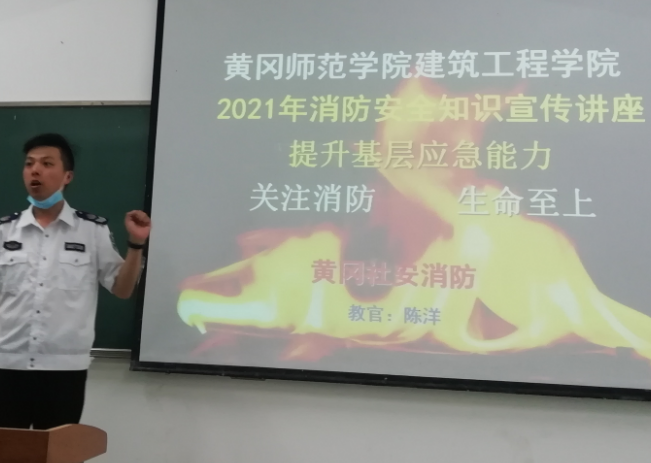 黄冈师范学院建筑工程学院
2021年消防安全知识宣传讲座
提升基层应急能力
关注消防 生命至上
黄冈社安消防
教官：陈洋